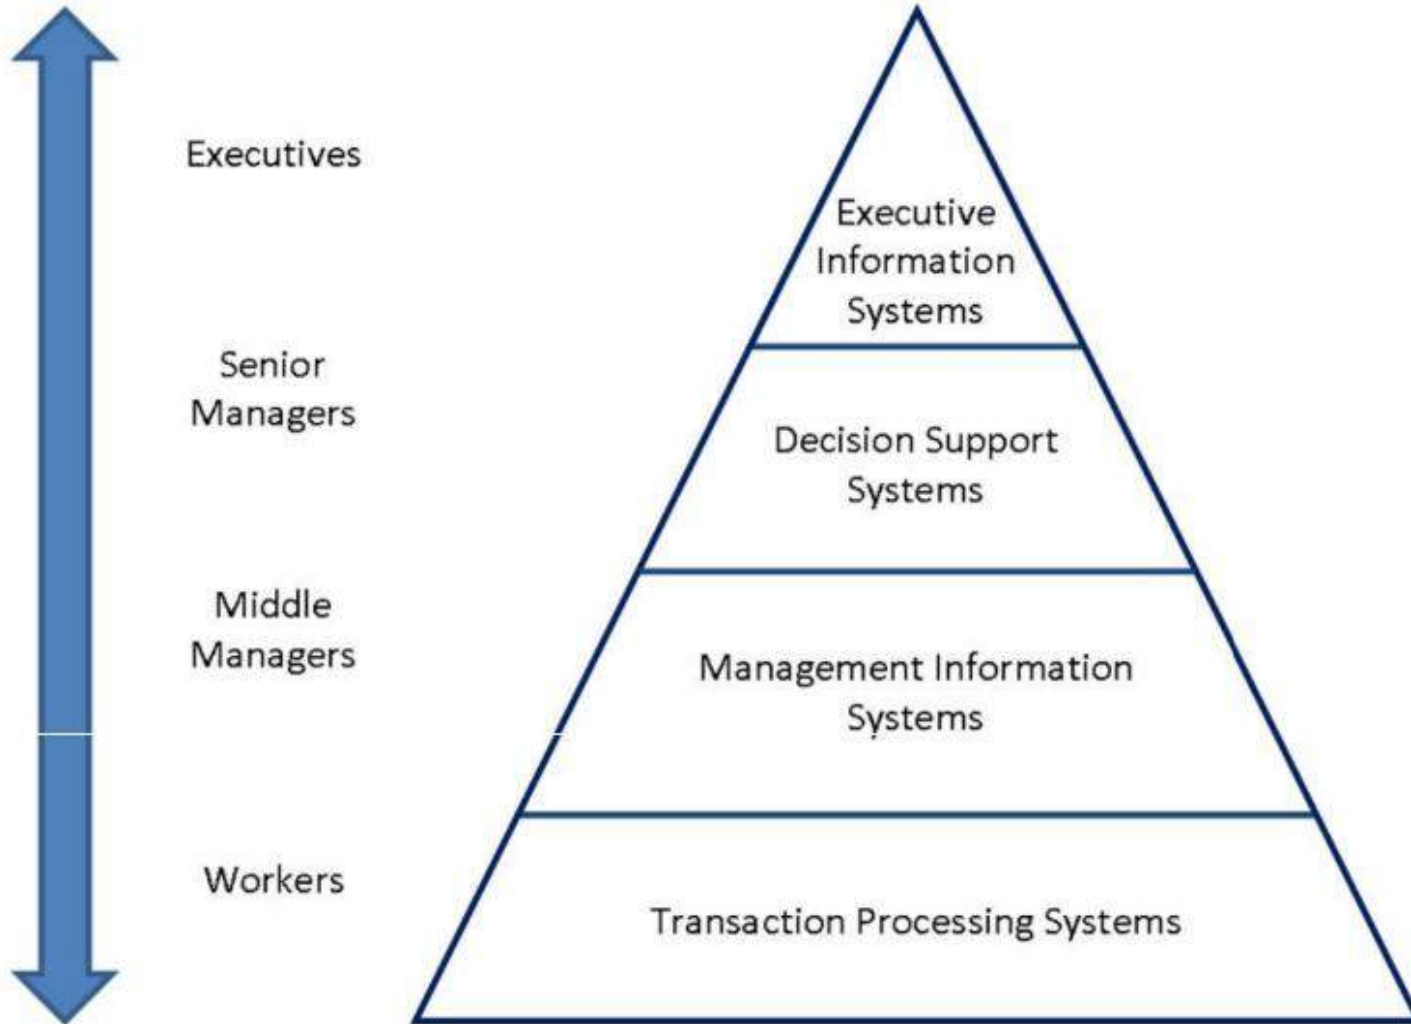 Executives
Executive
Information
Systems
Senior
Managers
Decision Support
Systems
Middle
Managers
Management Information
Systems
Workers
Transaction Processing Systems